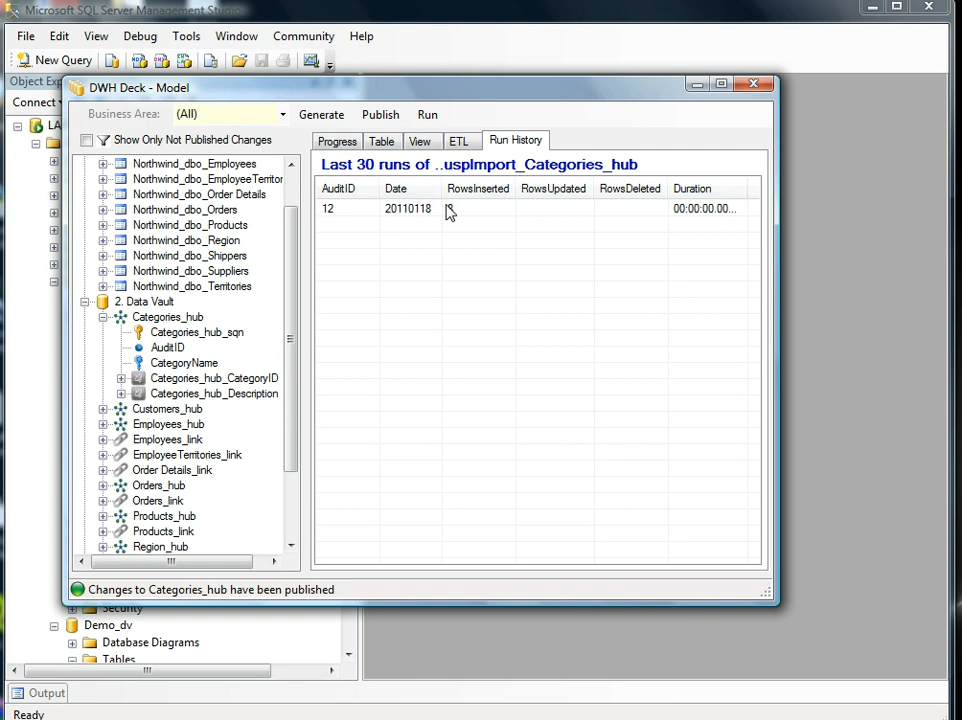 Microsoft SQL Server Management Studio
File Edit View Debug Tools Window Community Help
New Query
Object Exp
Connect
LA
DWH Deck - Model
Business Area: (All) Generate Publish Run
Show Only Not Published Changes
Progress Table View ETL Run History
Last 30 runs of ..uspImport_Categories_hub
AuditID Date RowsInserted RowsUpdated RowsDeleted Duration
12 20110118 00:00:00.00...
Northwind_dbo_Employees
Northwind_dbo_EmployeeTerritor
Northwind_dbo_Order Details
Northwind_dbo_Orders
Northwind_dbo_Products
Northwind_dbo_Region
Northwind_dbo_Shippers
Northwind_dbo_Suppliers
Northwind_dbo_Territories
2. Data Vault
Categories_hub
Categories_hub_sqn
AuditID
CategoryName
Categories_hub_CategoryID
Categories_hub_Description
Customers_hub
Employees_hub
Employees_link
EmployeeTerritories_link
Order Details_link
Orders_hub
Orders_link
Products_hub
Products_link
Region_hub
Changes to Categories_hub have been published
Security
Demo_dv
Database Diagrams
Tables
Output
Ready